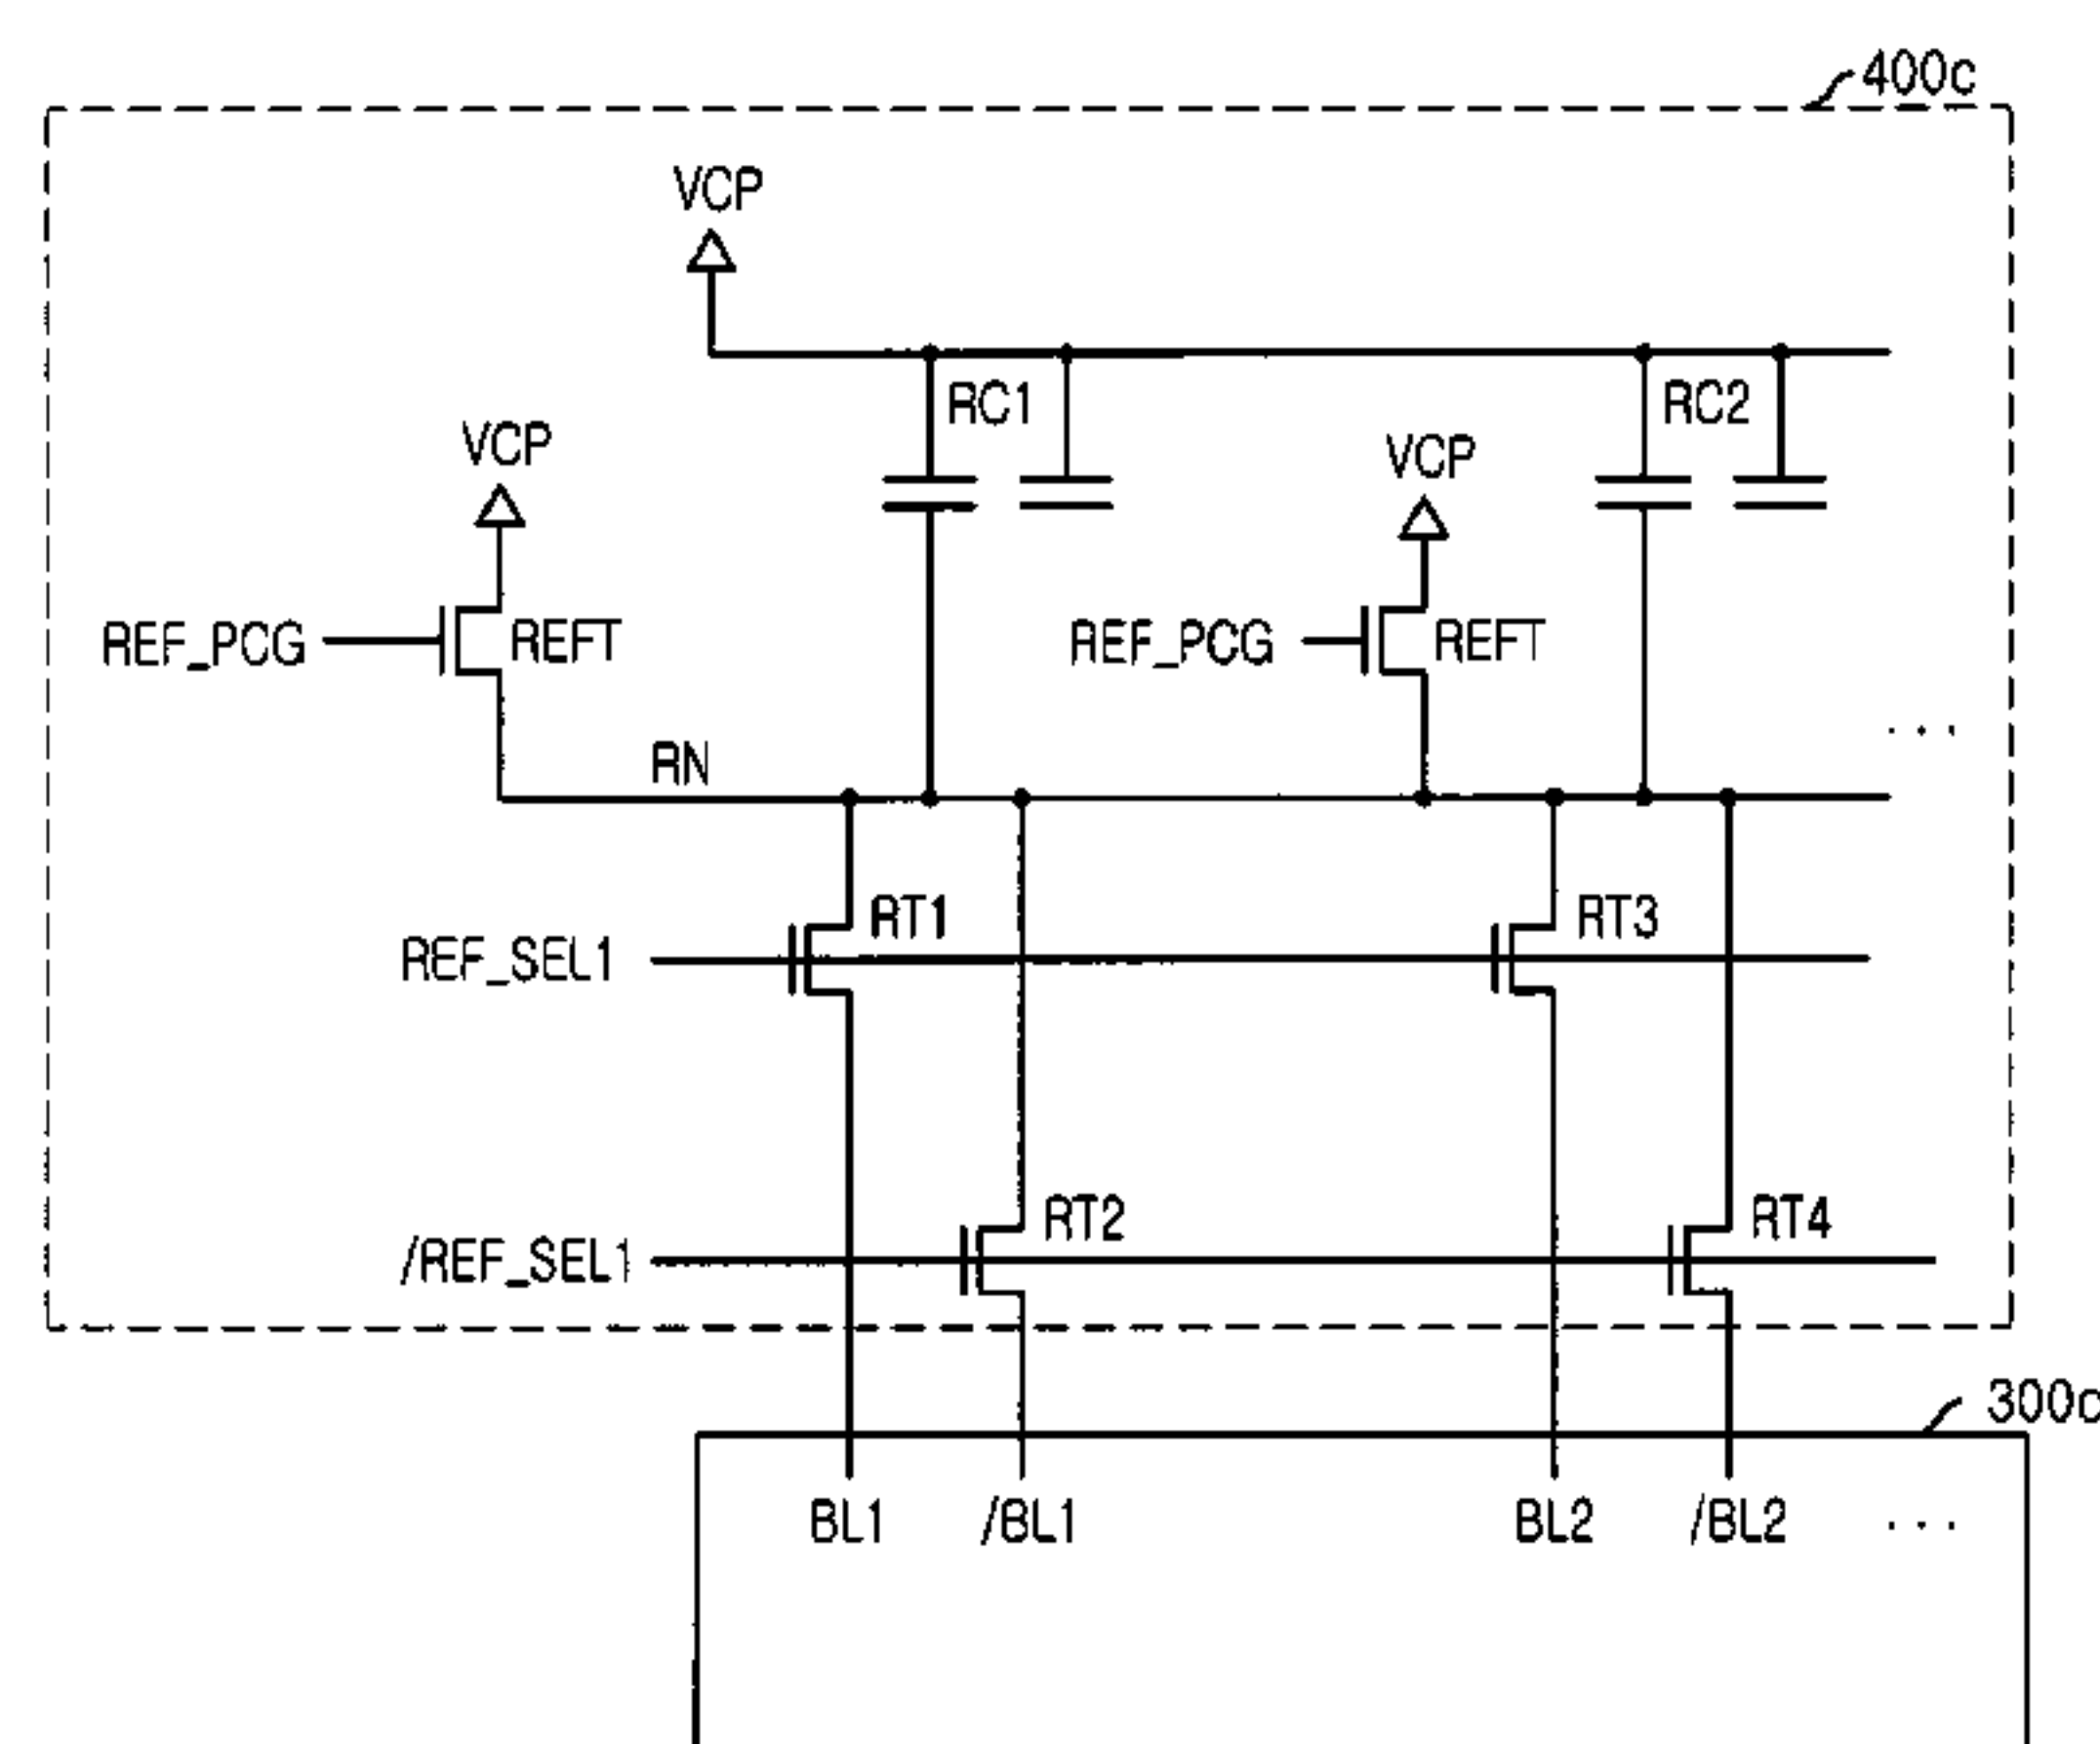 400c
VCP
RC1
RC2
VCP
VCP
REF_PCG
REFT
REF_PCG
REFT
RN
. . .
RT1
RT3
REF_SEL1
RT2
RT4
/REF_SEL1
300c
BL1
/BL1
BL2
/BL2
. . .